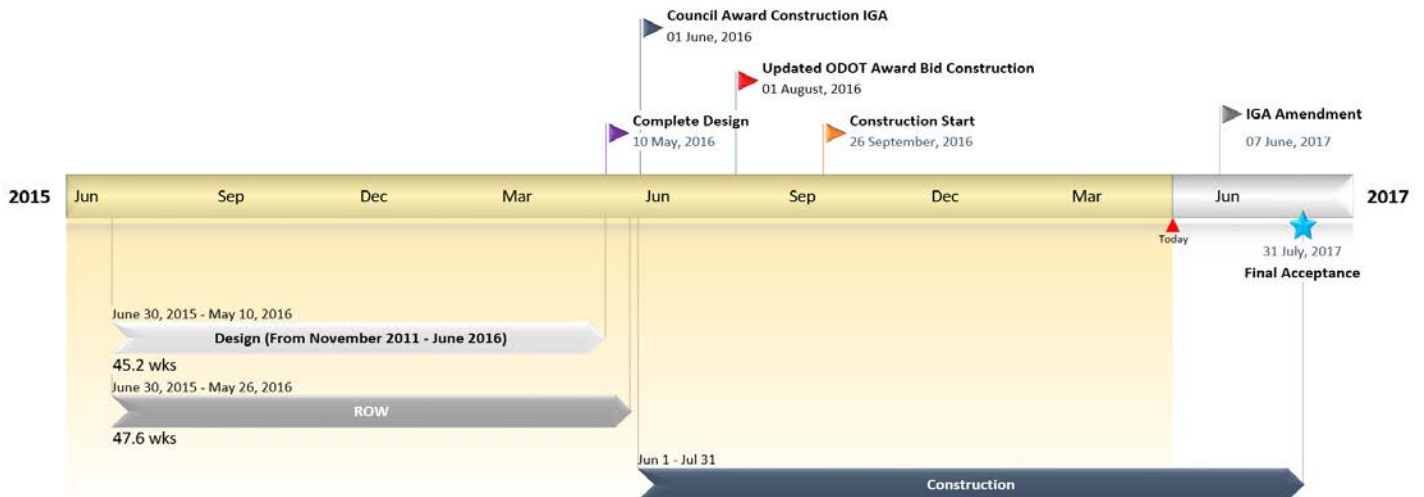 Council Award Construction IGA
01 June, 2016
Updated ODOT Award Bid Construction
01 August, 2016
Complete Design
10 May, 2016
Construction Start
26 September, 2016
IGA Amendment
07 June, 2017
2015 Jun Sep Dec Mar Jun Sep Dec Mar Jun 2017
Today
31 July, 2017
Final Acceptance
June 30, 2015 - May 10, 2016
Design (From November 2011 - June 2016)
45.2 wks
June 30, 2015 - May 26, 2016
ROW
47.6 wks
Jun 1 - Jul 31
Construction